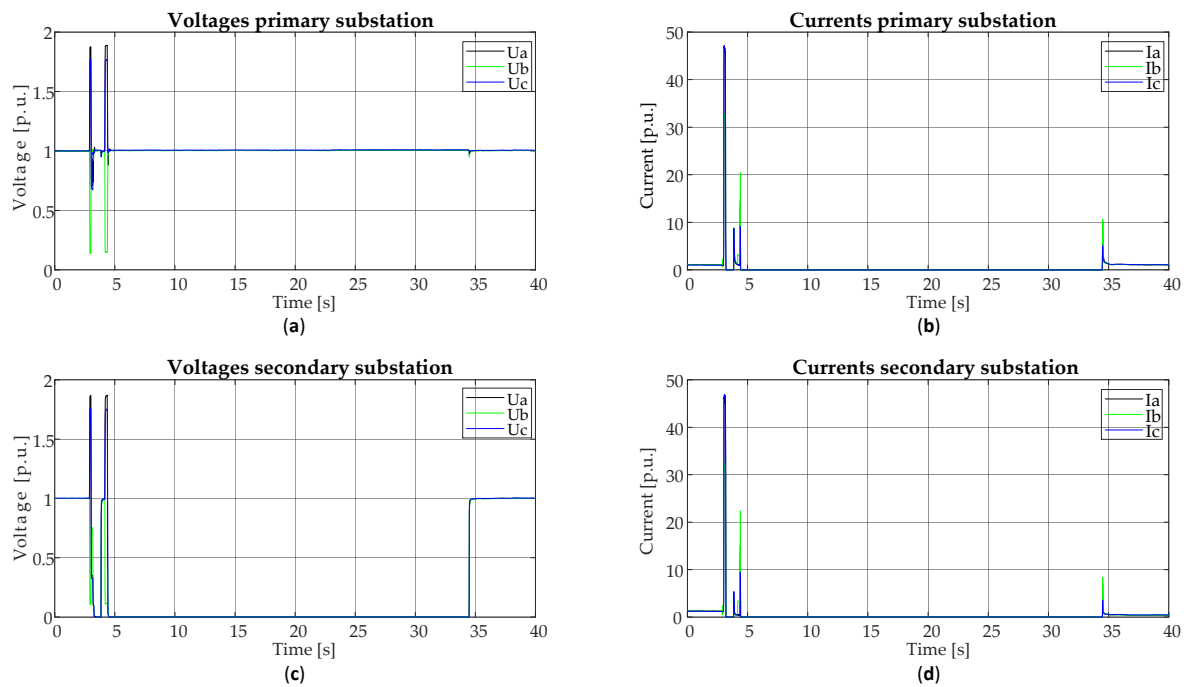 Voltages primary substation
2
1.5
1
0.5
0
Voltage [p.u.]
Ua
Ub
Uc
0 5 10 15 20 25 30 35 40
Time [s]
(a)
Currents primary substation
50
40
30
20
10
0
Current [p.u.]
Ia
Ib
Ic
0 5 10 15 20 25 30 35 40
Time [s]
(b)
Voltages secondary substation
2
1.5
1
0.5
0
Voltage [p.u.]
Ua
Ub
Uc
0 5 10 15 20 25 30 35 40
Time [s]
(c)
Currents secondary substation
50
40
30
20
10
0
Current [p.u.]
Ia
Ib
Ic
0 5 10 15 20 25 30 35 40
Time [s]
(d)